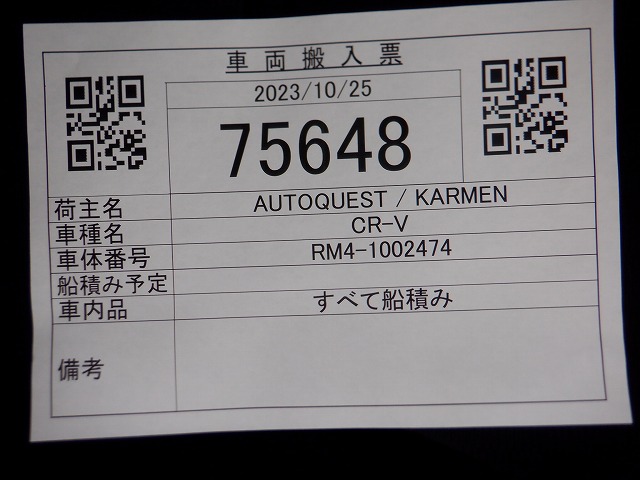 車両搬入票
2023/10/25
75648
荷主名 AUTOQUEST / KARMEN
車種名 CR-V
車体番号 RM4-1002474
船積み予定
車内品 すべて船積み
備考